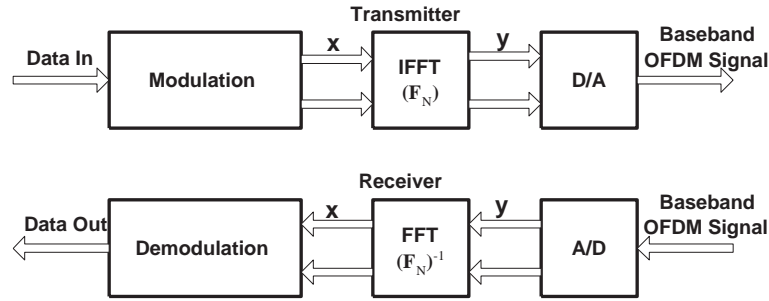 Transmitter
Data In
Modulation
x
IFFT
(F_N)
y
D/A
Baseband
OFDM Signal
Receiver
Data Out
Demodulation
x
FFT
(F_N)^-1
y
A/D
Baseband
OFDM Signal